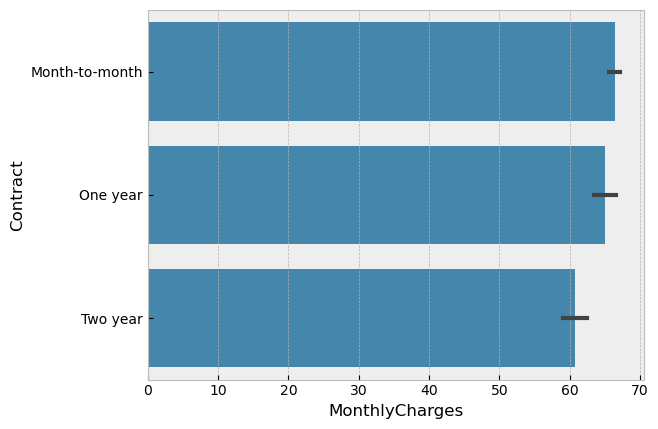 Month-to-month
One year
Two year
Contract
0 10 20 30 40 50 60 70
MonthlyCharges